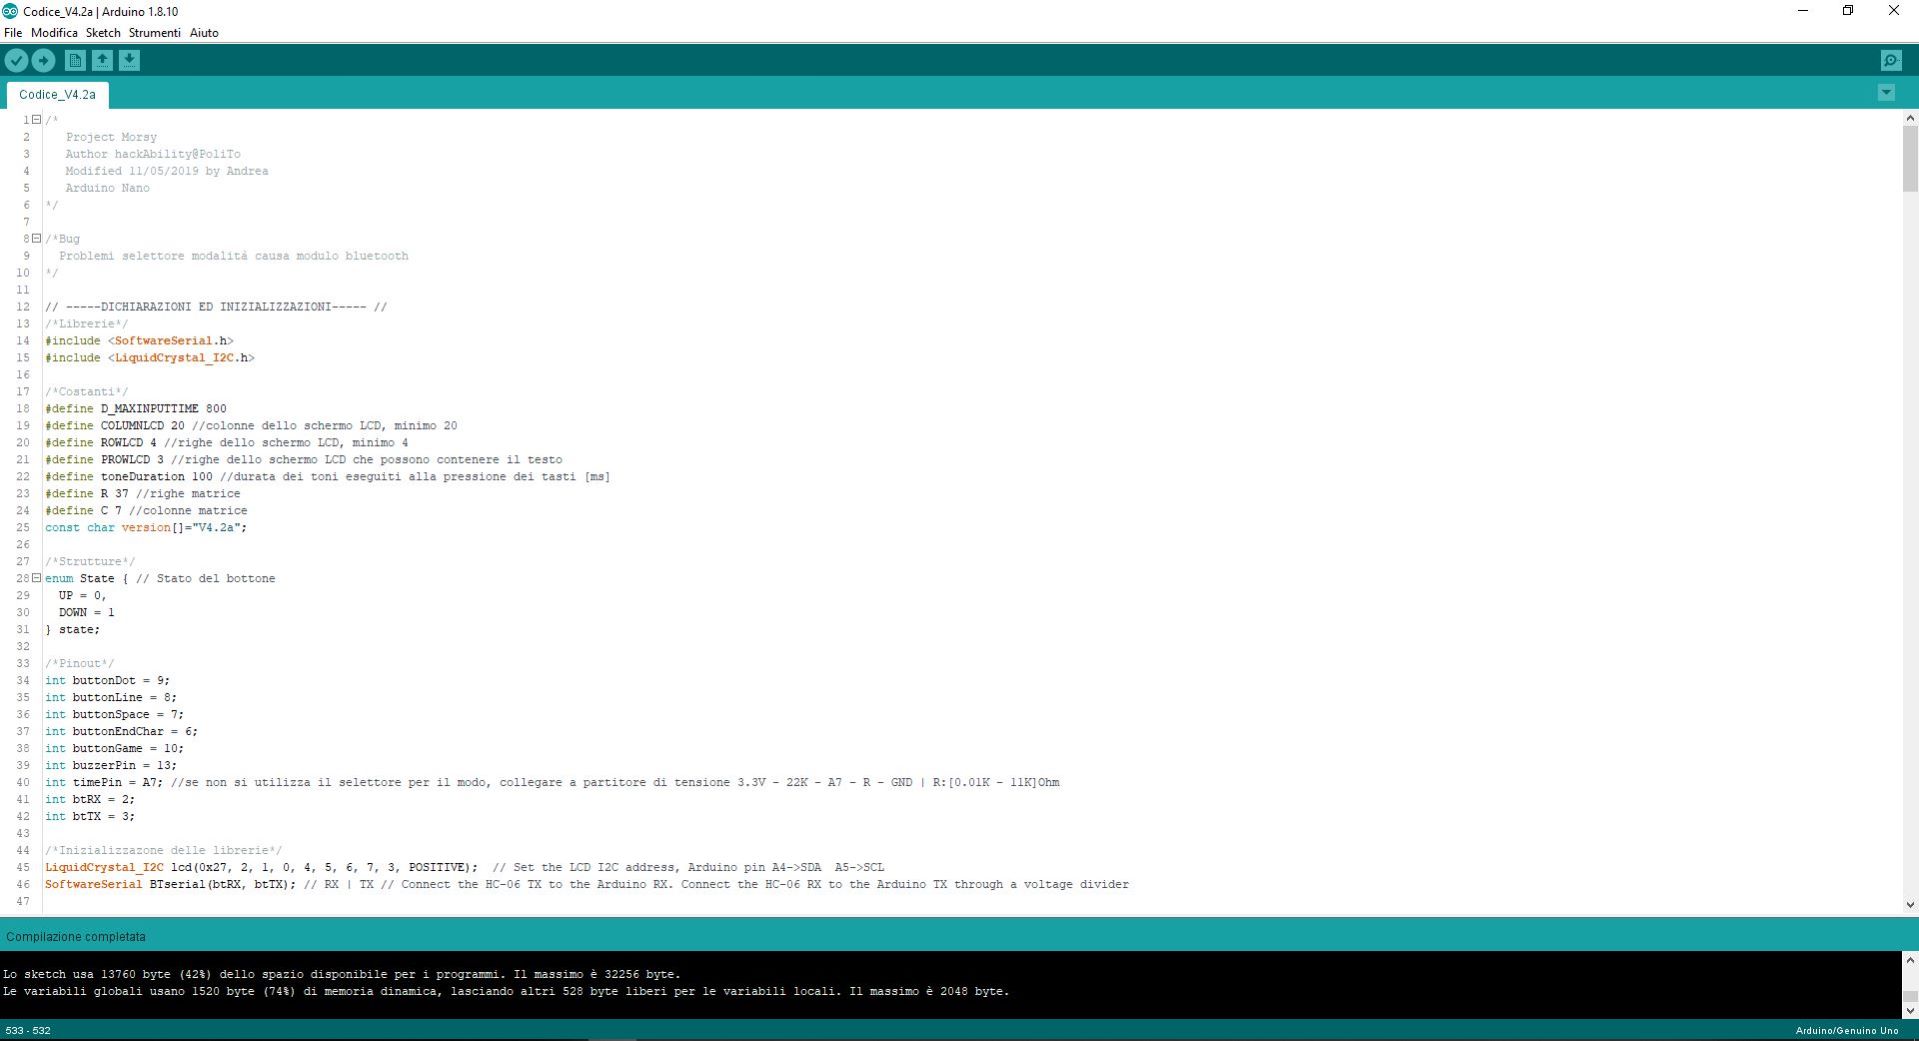 Codice_V4.2a | Arduino 1.8.10
File Modifica Sketch Strumenti Aiuto
Codice_V4.2a
1 /*
2 Project Morsy
3 Author hackAbility@PoliTo
4 Modified 11/05/2019 by Andrea
5 Arduino Nano
6 */
7
8 /*Bug
9 Problemi selettore modalità causa modulo bluetooth
10 */
11
12 // -----DICHIARAZIONI ED INIZIALIZZAZIONI----- //
13 /*Librerie*/
14 #include <SoftwareSerial.h>
15 #include <LiquidCrystal_I2C.h>
16
17 /*Costanti*/
18 #define D_MAXINPUTTIME 800
19 #define COLUMNLCD 20 //colonne dello schermo LCD, minimo 20
20 #define ROWLCD 4 //righe dello schermo LCD, minimo 4
21 #define PROWLCD 3 //righe dello schermo LCD che possono contenere il testo
22 #define toneDuration 100 //durata dei toni eseguiti alla pressione dei tasti [ms]
23 #define R 37 //righe matrice
24 #define C 7 //colonne matrice
25 const char version[]="V4.2a";
26
27 /*Strutture*/
28 enum State { // Stato del bottone
29 UP = 0,
30 DOWN = 1
31 } state;
32
33 /*Pinout*/
34 int buttonDot = 9;
35 int buttonLine = 8;
36 int buttonSpace = 7;
37 int buttonEndChar = 6;
38 int buttonGame = 10;
39 int buzzerPin = 13;
40 int timePin = A7; //se non si utilizza il selettore per il modo, collegare a partitore di tensione 3.3V - 22K - A7 - R - GND | R:[0.01K - 11K]Ohm
41 int btRX = 2;
42 int btTX = 3;
43
44 /*Inizializzazone delle librerie*/
45 LiquidCrystal_I2C lcd(0x27, 2, 1, 0, 4, 5, 6, 7, 3, POSITIVE); // Set the LCD I2C address, Arduino pin A4->SDA A5->SCL
46 SoftwareSerial BTserial(btRX, btTX); // RX | TX // Connect the HC-06 TX to the Arduino RX. Connect the HC-06 RX to the Arduino TX through a voltage divider
47
Compilazione completata
Lo sketch usa 13760 byte (42%) dello spazio disponibile per i programmi. Il massimo è 32256 byte.
Le variabili globali usano 1520 byte (74%) di memoria dinamica, lasciando altri 528 byte liberi per le variabili locali. Il massimo è 2048 byte.
533 - 532
Arduino/Genuino Uno